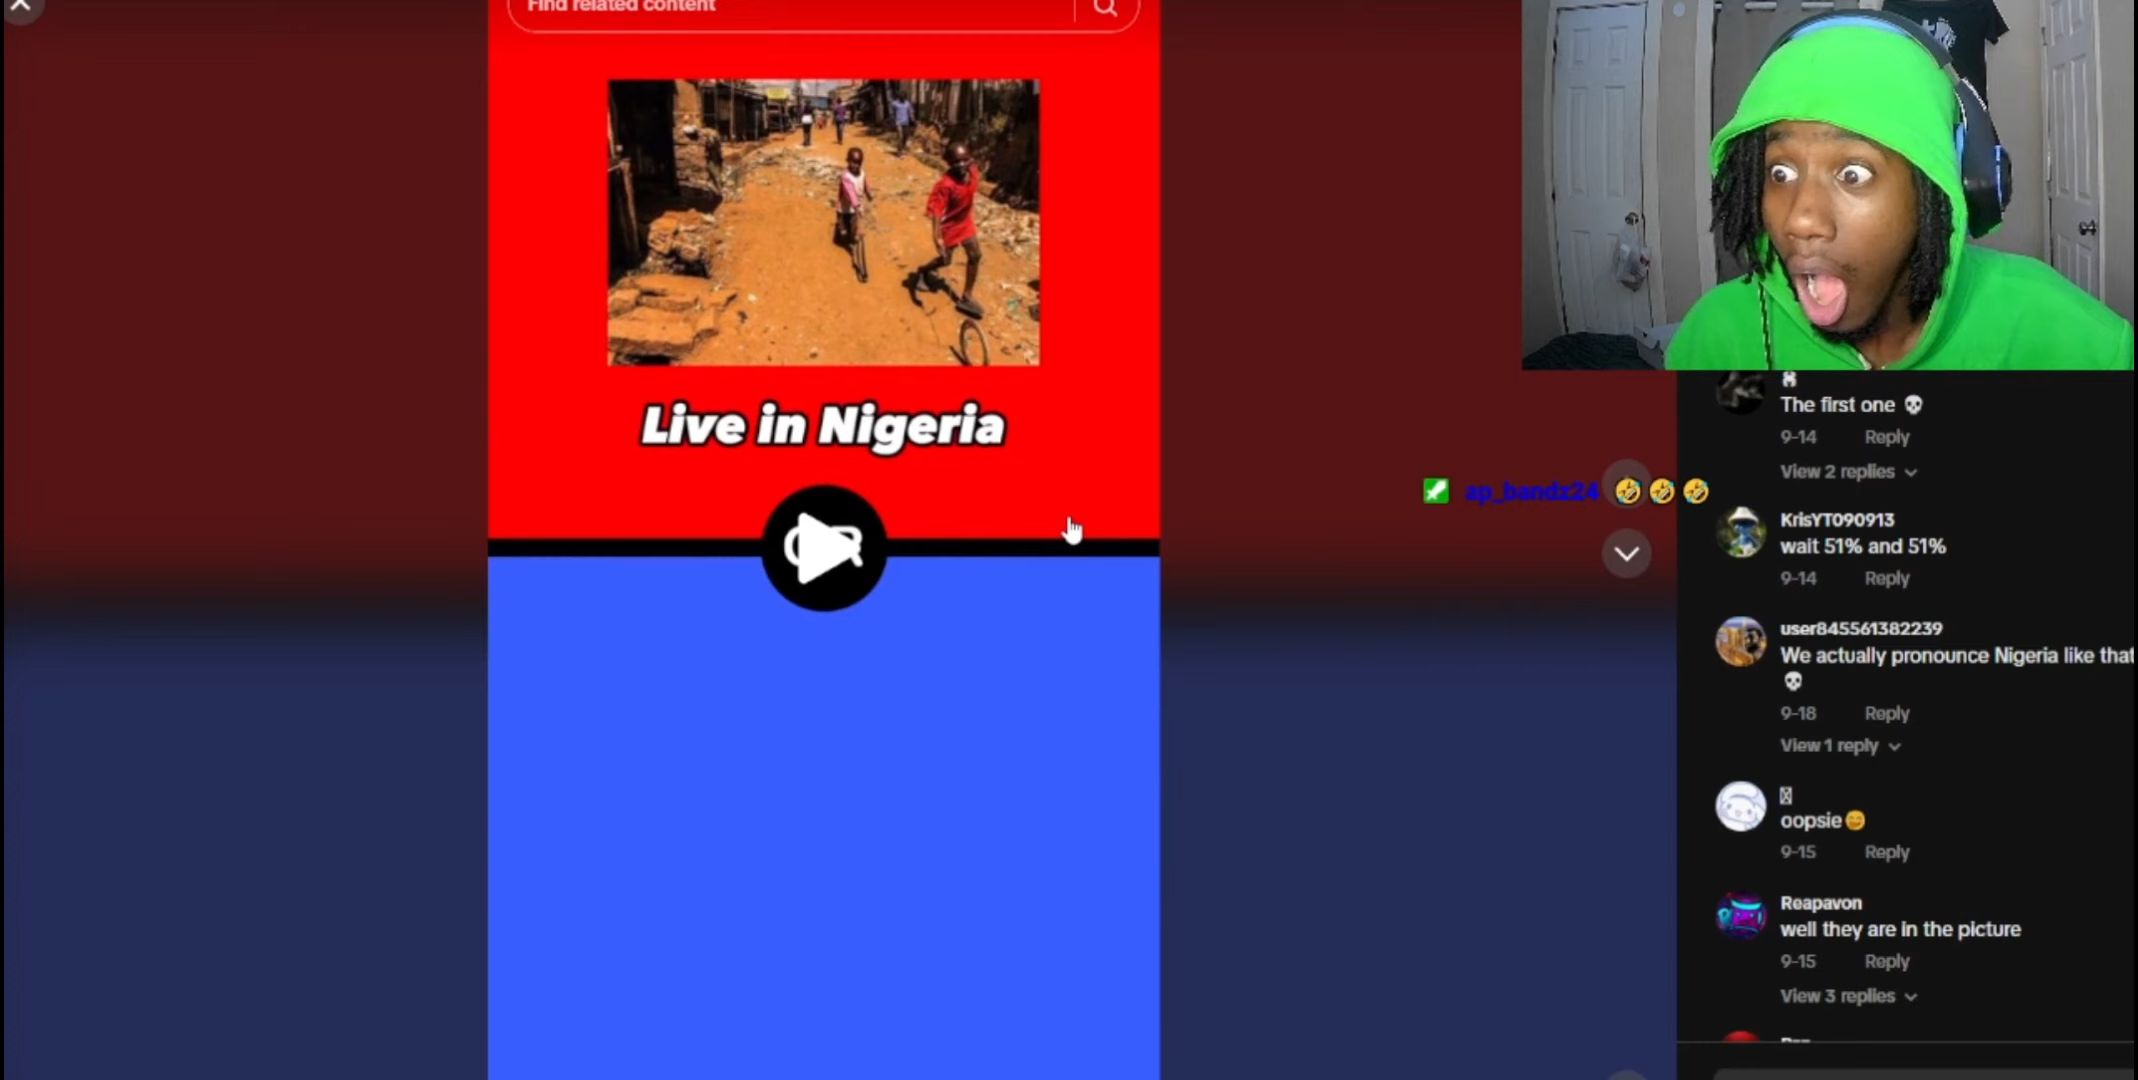 Find related content
Live in Nigeria
OR
ap_bandz24 🤣🤣🤣
The first one 💀
9-14 Reply
View 2 replies
KrisYT090913
wait 51% and 51%
9-14 Reply
user845561382239
We actually pronounce Nigeria like that
💀
9-18 Reply
View 1 reply
oopsie😄
9-15 Reply
Reapavon
well they are in the picture
9-15 Reply
View 3 replies